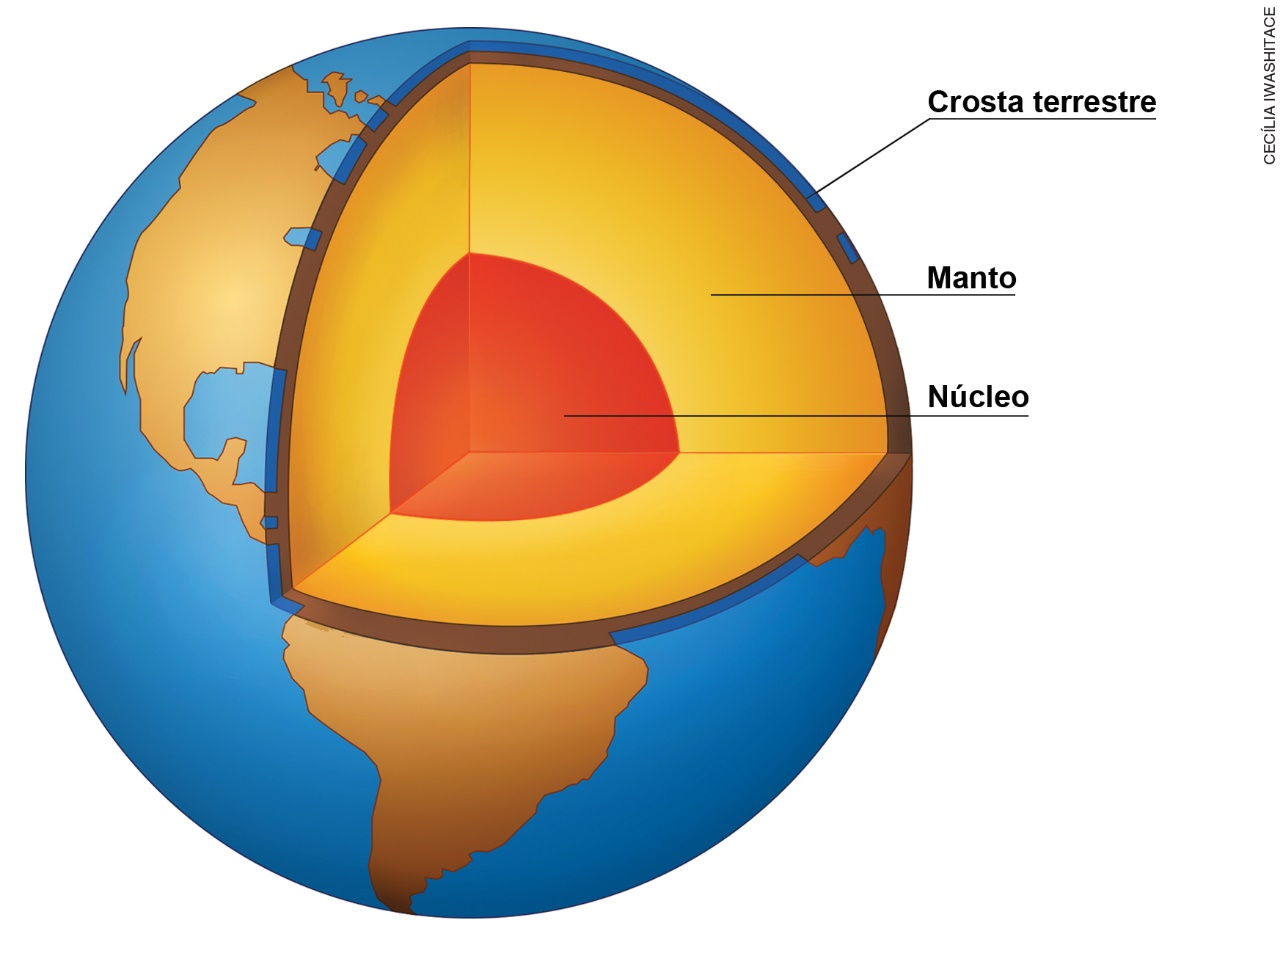 Crosta terrestre
Manto
Núcleo
CECÍLIA IWASHITACE